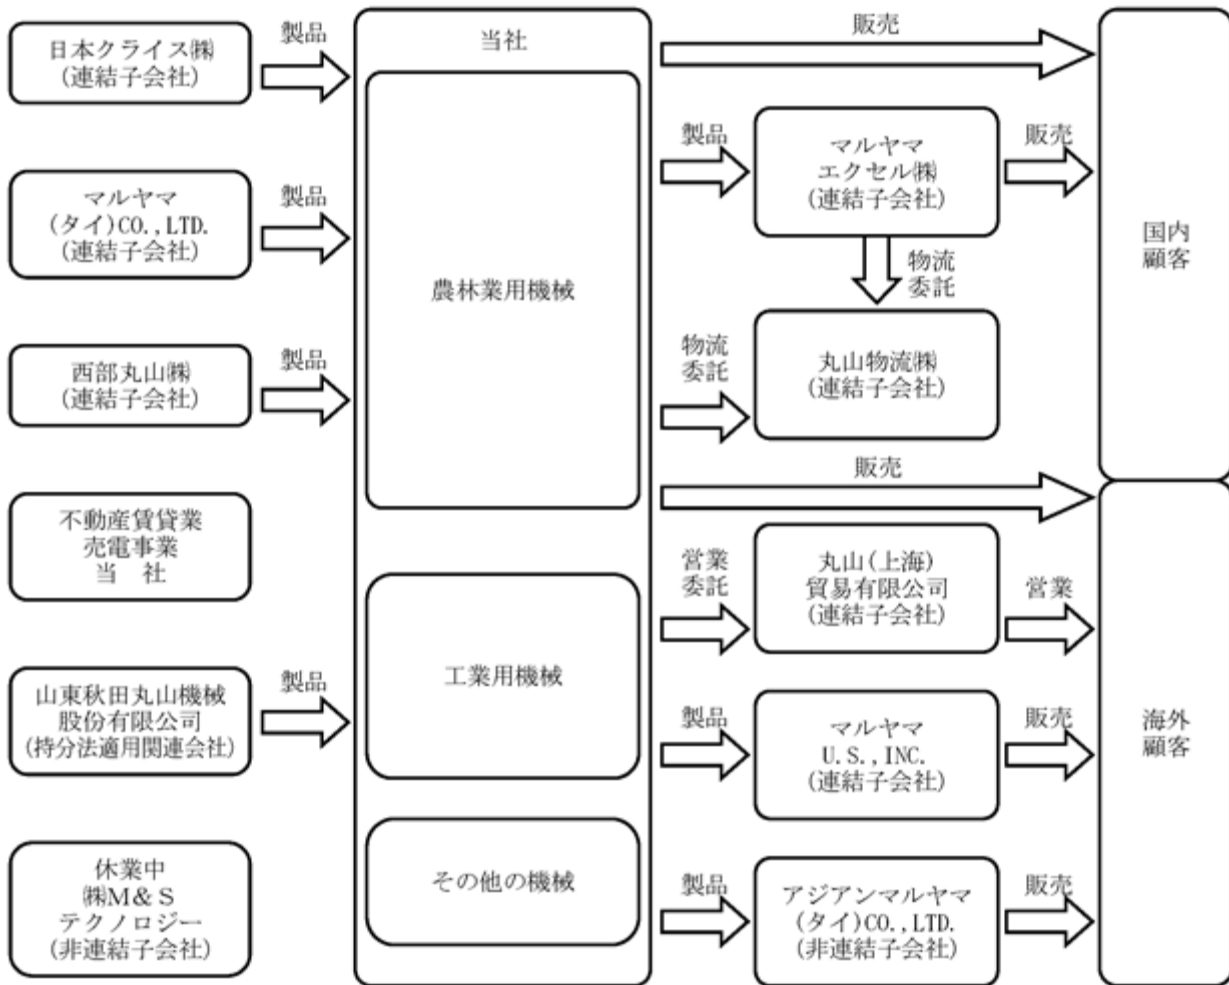 日本クライス㈱
(連結子会社)
製品
マルヤマ
(タイ)CO.,LTD.
(連結子会社)
製品
西部丸山㈱
(連結子会社)
製品
不動産賃貸業
売電事業
当　社
山東秋田丸山機械
股份有限公司
(持分法適用関連会社)
製品
休業中
㈱M＆S
テクノロジー
(非連結子会社)
当社
農林業用機械
工業用機械
その他の機械
販売
製品
マルヤマ
エクセル㈱
(連結子会社)
販売
物流
委託
物流
委託
丸山物流㈱
(連結子会社)
販売
営業
委託
丸山(上海)
貿易有限公司
(連結子会社)
営業
製品
マルヤマ
U.S.,INC.
(連結子会社)
販売
製品
アジアンマルヤマ
(タイ)CO.,LTD.
(非連結子会社)
販売
国内
顧客
海外
顧客